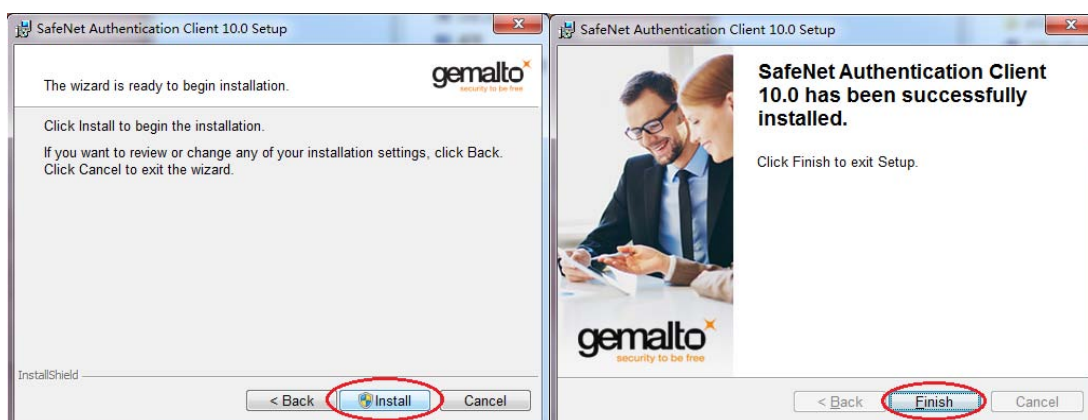 SafeNet Authentication Client 10.0 Setup
The wizard is ready to begin installation.
gemalto
security to be free
Click Install to begin the installation.
If you want to review or change any of your installation settings, click Back.
Click Cancel to exit the wizard.
InstallShield
< Back
Install
Cancel
SafeNet Authentication Client 10.0 Setup
SafeNet Authentication Client
10.0 has been successfully
installed.
Click Finish to exit Setup.
gemalto
security to be free
< Back
Finish
Cancel